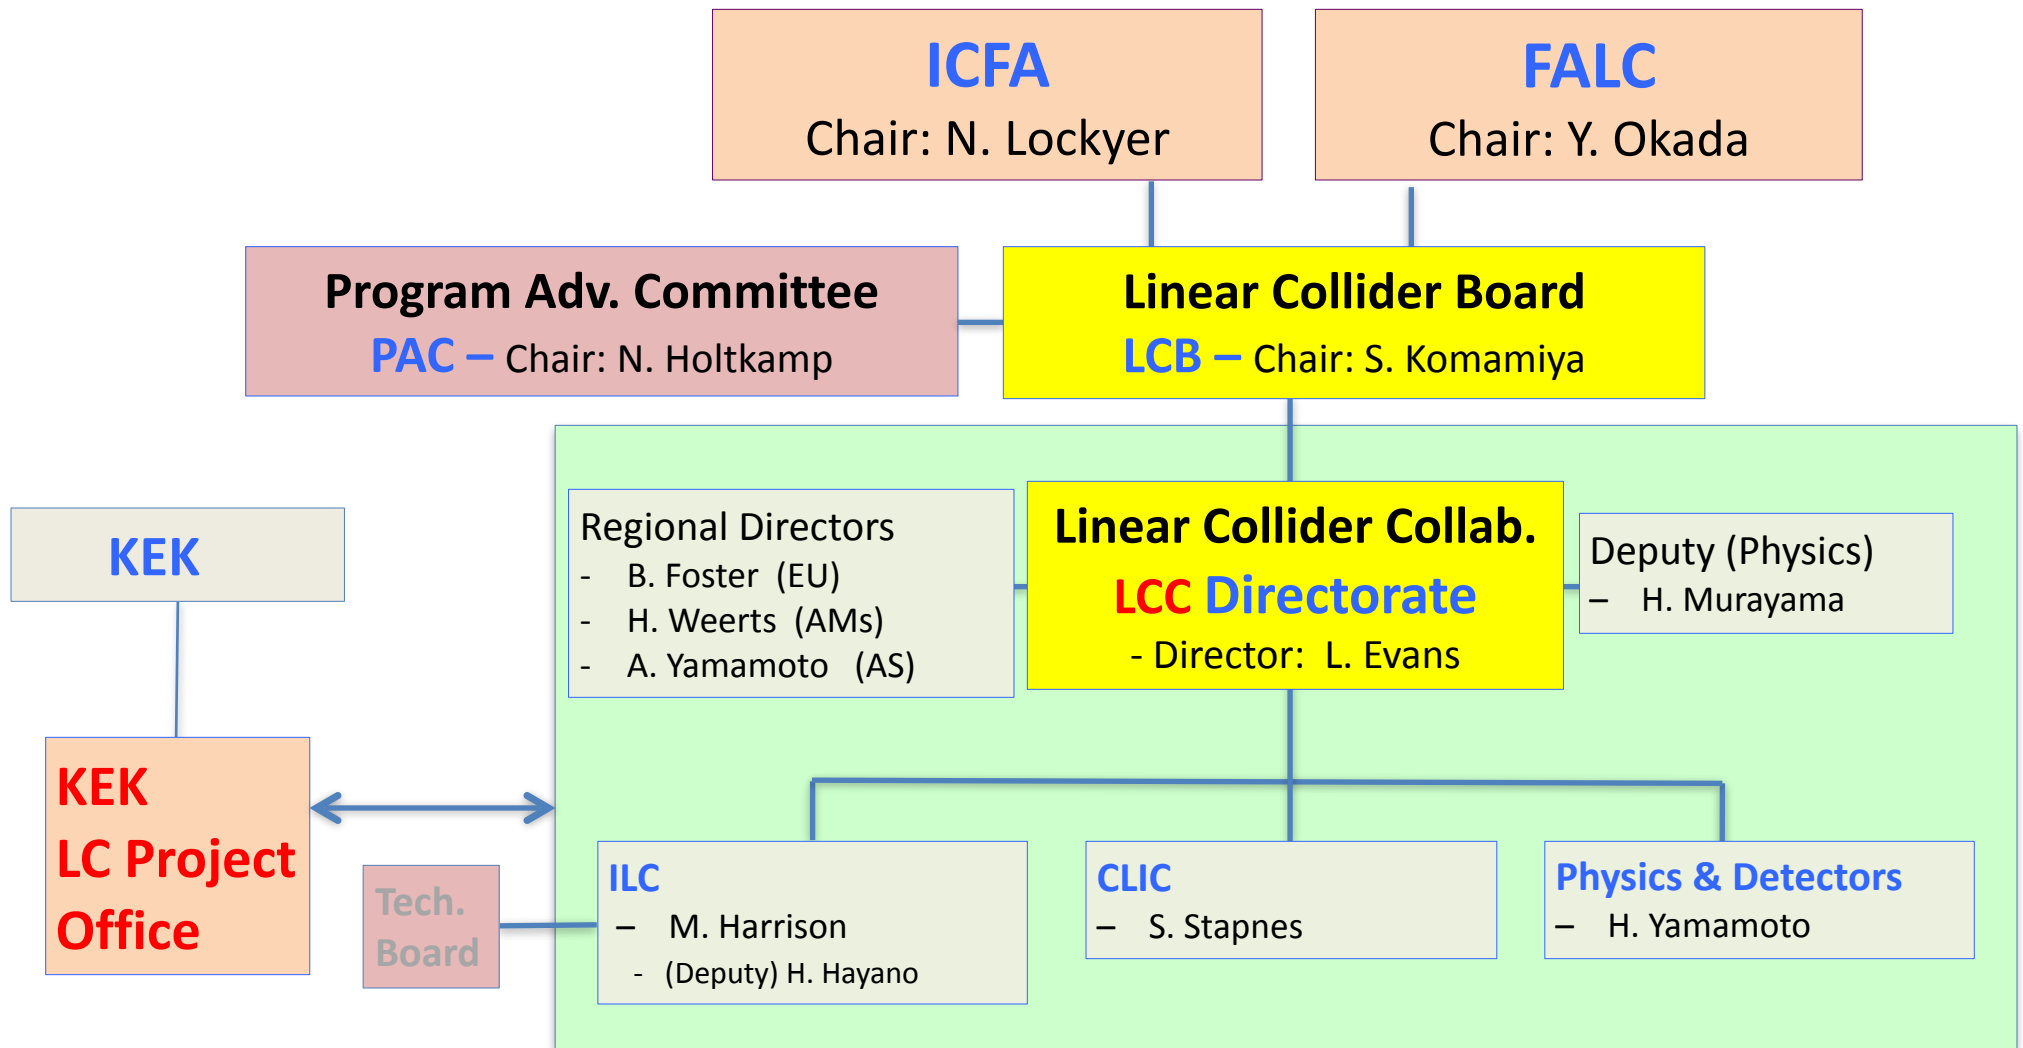 ICFA
Chair: N. Lockyer
FALC
Chair: Y. Okada
Program Adv. Committee
PAC – Chair: N. Holtkamp
Linear Collider Board
LCB – Chair: S. Komamiya
KEK
Regional Directors
- B. Foster (EU)
- H. Weerts (AMs)
- A. Yamamoto (AS)
Linear Collider Collab.
LCC Directorate
- Director: L. Evans
Deputy (Physics)
– H. Murayama
KEK
LC Project
Office
Tech.
Board
ILC
– M. Harrison
- (Deputy) H. Hayano
CLIC
– S. Stapnes
Physics & Detectors
– H. Yamamoto